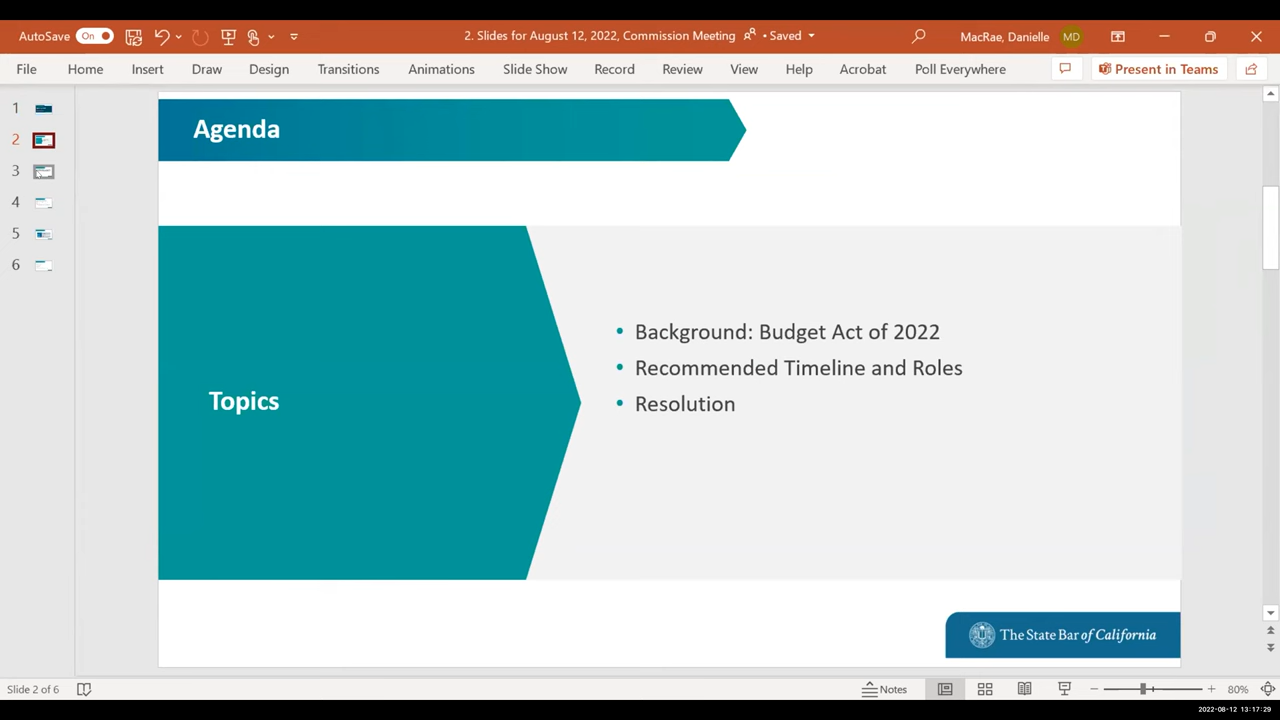 AutoSave On 2. Slides for August 12, 2022, Commission Meeting • Saved MacRae, Danielle MD
File Home Insert Draw Design Transitions Animations Slide Show Record Review View Help Acrobat Poll Everywhere Present in Teams
1
2
3
4
5
6
Agenda
Topics
• Background: Budget Act of 2022
• Recommended Timeline and Roles
• Resolution
The State Bar of California
Slide 2 of 6 Notes 80%
2022-08-12 13:17:29